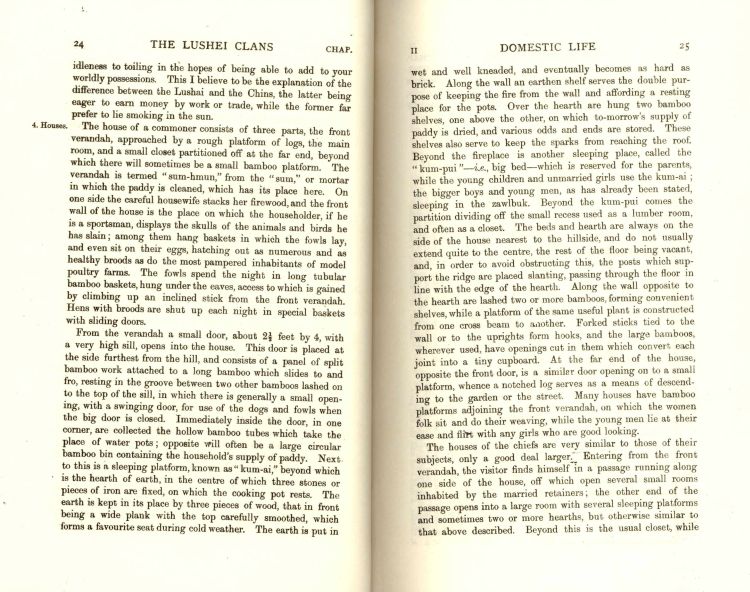 24 THE LUSHEI CLANS CHAP.
idleness to toiling in the hopes of being able to add to your
worldly possessions. This I believe to be the explanation of the
difference between the Lushai and the Chins, the latter being
eager to earn money by work or trade, while the former far
prefer to lie smoking in the sun.
4. Houses. The house of a commoner consists of three parts, the front
verandah, approached by a rough platform of logs, the main
room, and a small closet partitioned off at the far end, beyond
which there will sometimes be a small bamboo platform. The
verandah is termed "sum-hmun," from the "sum," or mortar
in which the paddy is cleaned, which has its place here. On
one side the careful housewife stacks her firewood, and the front
wall of the house is the place on which the householder, if he
is a sportsman, displays the skulls of the animals and birds he
has slain; among them hang baskets in which the fowls lay,
and even sit on their eggs, hatching out as numerous and as
healthy broods as do the most pampered inhabitants of model
poultry farms. The fowls spend the night in long tubular
bamboo baskets, hung under the eaves, access to which is gained
by climbing up an inclined stick from the front verandah.
Hens with broods are shut up each night in special baskets
with sliding doors.
From the verandah a small door, about 2½ feet by 4, with
a very high sill, opens into the house. This door is placed at
the side furthest from the hill, and consists of a panel of split
bamboo work attached to a long bamboo which slides to and
fro, resting in the groove between two other bamboos lashed on
to the top of the sill, in which there is generally a small open-
ing, with a swinging door, for use of the dogs and fowls when
the big door is closed. Immediately inside the door, in one
corner, are collected the hollow bamboo tubes which take the
place of water pots; opposite will often be a large circular
bamboo bin containing the household's supply of paddy. Next
to this is a sleeping platform, known as "kum-ai," beyond which
is the hearth of earth, in the centre of which three stones or
pieces of iron are fixed, on which the cooking pot rests. The
earth is kept in its place by three pieces of wood, that in front
being a wide plank with the top carefully smoothed, which
forms a favourite seat during cold weather. The earth is put in
II DOMESTIC LIFE 25
wet and well kneaded, and eventually becomes as hard as
brick. Along the wall an earthen shelf serves the double pur-
pose of keeping the fire from the wall and affording a resting
place for the pots. Over the hearth are hung two bamboo
shelves, one above the other, on which to-morrow's supply of
paddy is dried, and various odds and ends are stored. These
shelves also serve to keep the sparks from reaching the roof.
Beyond the fireplace is another sleeping place, called the
"kum-pui"—i.e., big bed—which is reserved for the parents,
while the young children and unmarried girls use the kum-ai;
the bigger boys and young men, as has already been stated,
sleeping in the zawlbuk. Beyond the kum-pui comes the
partition dividing off the small recess used as a lumber room,
and often as a closet. The beds and hearth are always on the
side of the house nearest to the hillside, and do not usually
extend quite to the centre, the rest of the floor being vacant,
and, in order to avoid obstructing this, the posts which sup-
port the ridge are placed slanting, passing through the floor in
line with the edge of the hearth. Along the wall opposite to
the hearth are lashed two or more bamboos, forming convenient
shelves, while a platform of the same useful plant is constructed
from one cross beam to another. Forked sticks tied to the
wall or to the uprights form hooks, and the large bamboos,
wherever used, have openings cut in them which convert each
joint into a tiny cupboard. At the far end of the house,
opposite the front door, is a similar door opening on to a small
platform, whence a notched log serves as a means of descend-
ing to the garden or the street. Many houses have bamboo
platforms adjoining the front verandah, on which the women
folk sit and do their weaving, while the young men lie at their
ease and flirt with any girls who are good looking.
The houses of the chiefs are very similar to those of their
subjects, only a good deal larger. Entering from the front
verandah, the visitor finds himself in a passage running along
one side of the house, off which open several small rooms
inhabited by the married retainers; the other end of the
passage opens into a large room with several sleeping platforms
and sometimes two or more hearths, but otherwise similar to
that above described. Beyond this is the usual closet, while